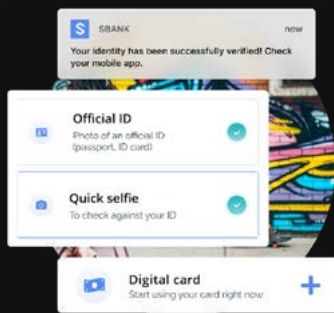 S SBANK now
Your identity has been successfully verified! Check
your mobile app.
Official ID
Photo of an official ID
(passport, ID card)
Quick selfie
To check against your ID
Digital card
Start using your card right now